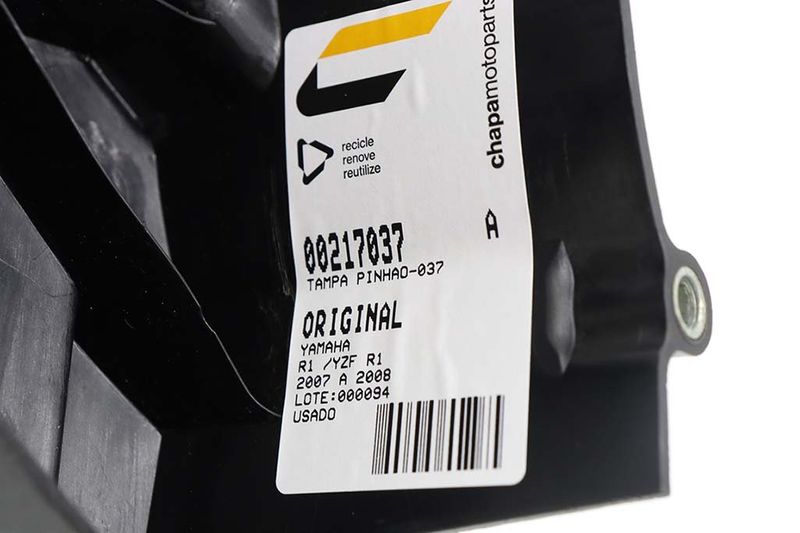 chapamotoparts
recicle
renove
reutilize
A
00217037
TAMPA PINHAO-037
ORIGINAL
YAMAHA
R1 /YZF R1
2007 A 2008
LOTE:000094
USADO